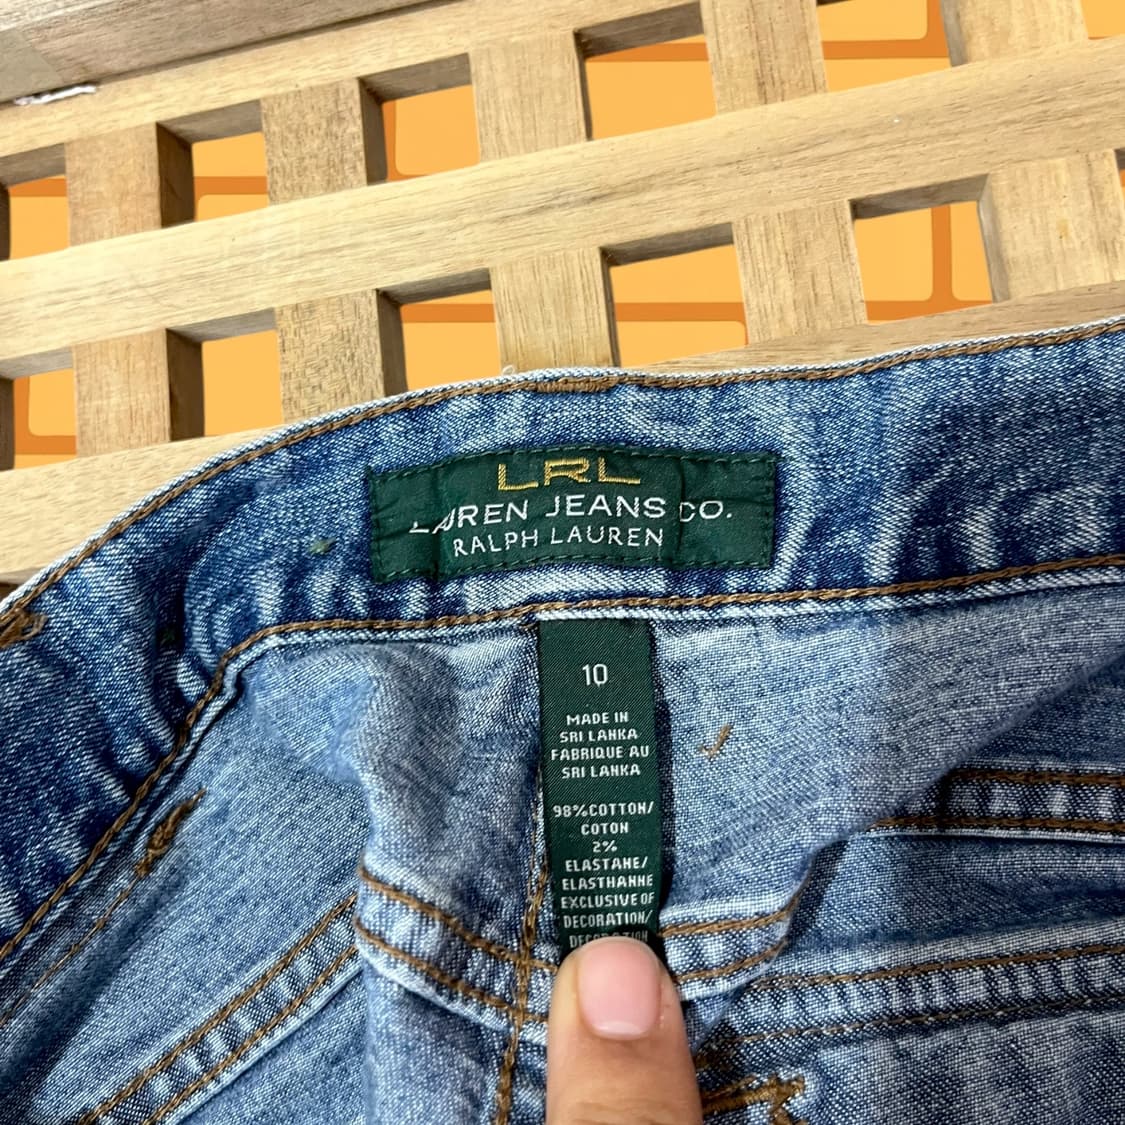 LRL
LAUREN JEANS CO.
RALPH LAUREN
10
MADE IN
SRI LANKA
FABRIQUE AU
SRI LANKA
98%COTTON/
COTON
2%
ELASTANE/
ELASTHANNE
EXCLUSIVE OF
DECORATION/